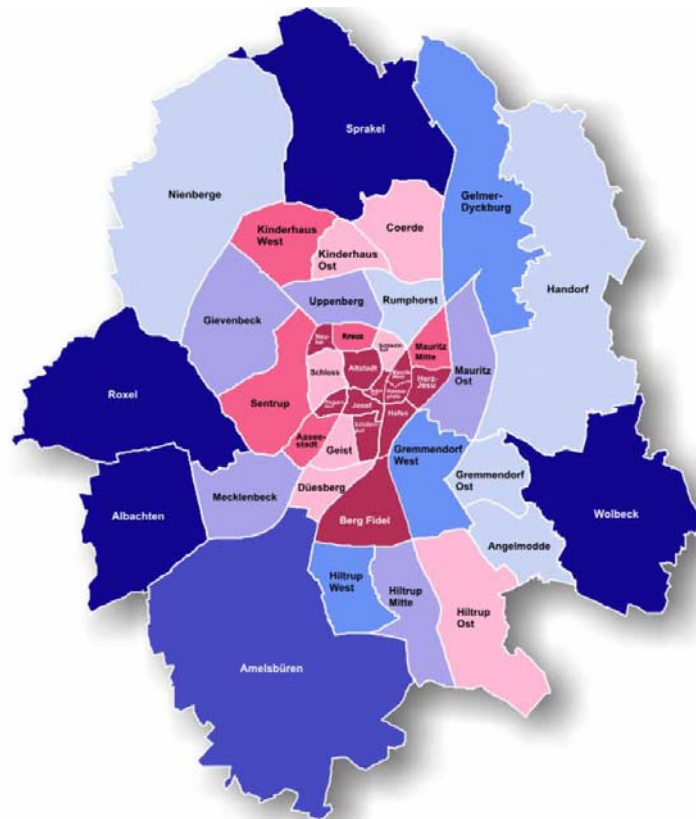 Sprakel
Nienberge
Gelmer-
Dyckburg
Coerde
Kinderhaus
West
Kinderhaus
Ost
Handorf
Uppenberg
Rumphorst
Gievenbeck
Kreuz
Mauritz
Mitte
Schloss
Altstadt
Mauritz
Ost
Herz-
Jesu
Roxel
Sentrup
Josef
Hafen
Aasee-
stadt
Geist
Gremmendorf
West
Gremmendorf
Ost
Mecklenbeck
Düesberg
Albachten
Wolbeck
Berg Fidel
Angelmodde
Hiltrup
West
Hiltrup
Mitte
Hiltrup
Ost
Amelsbüren